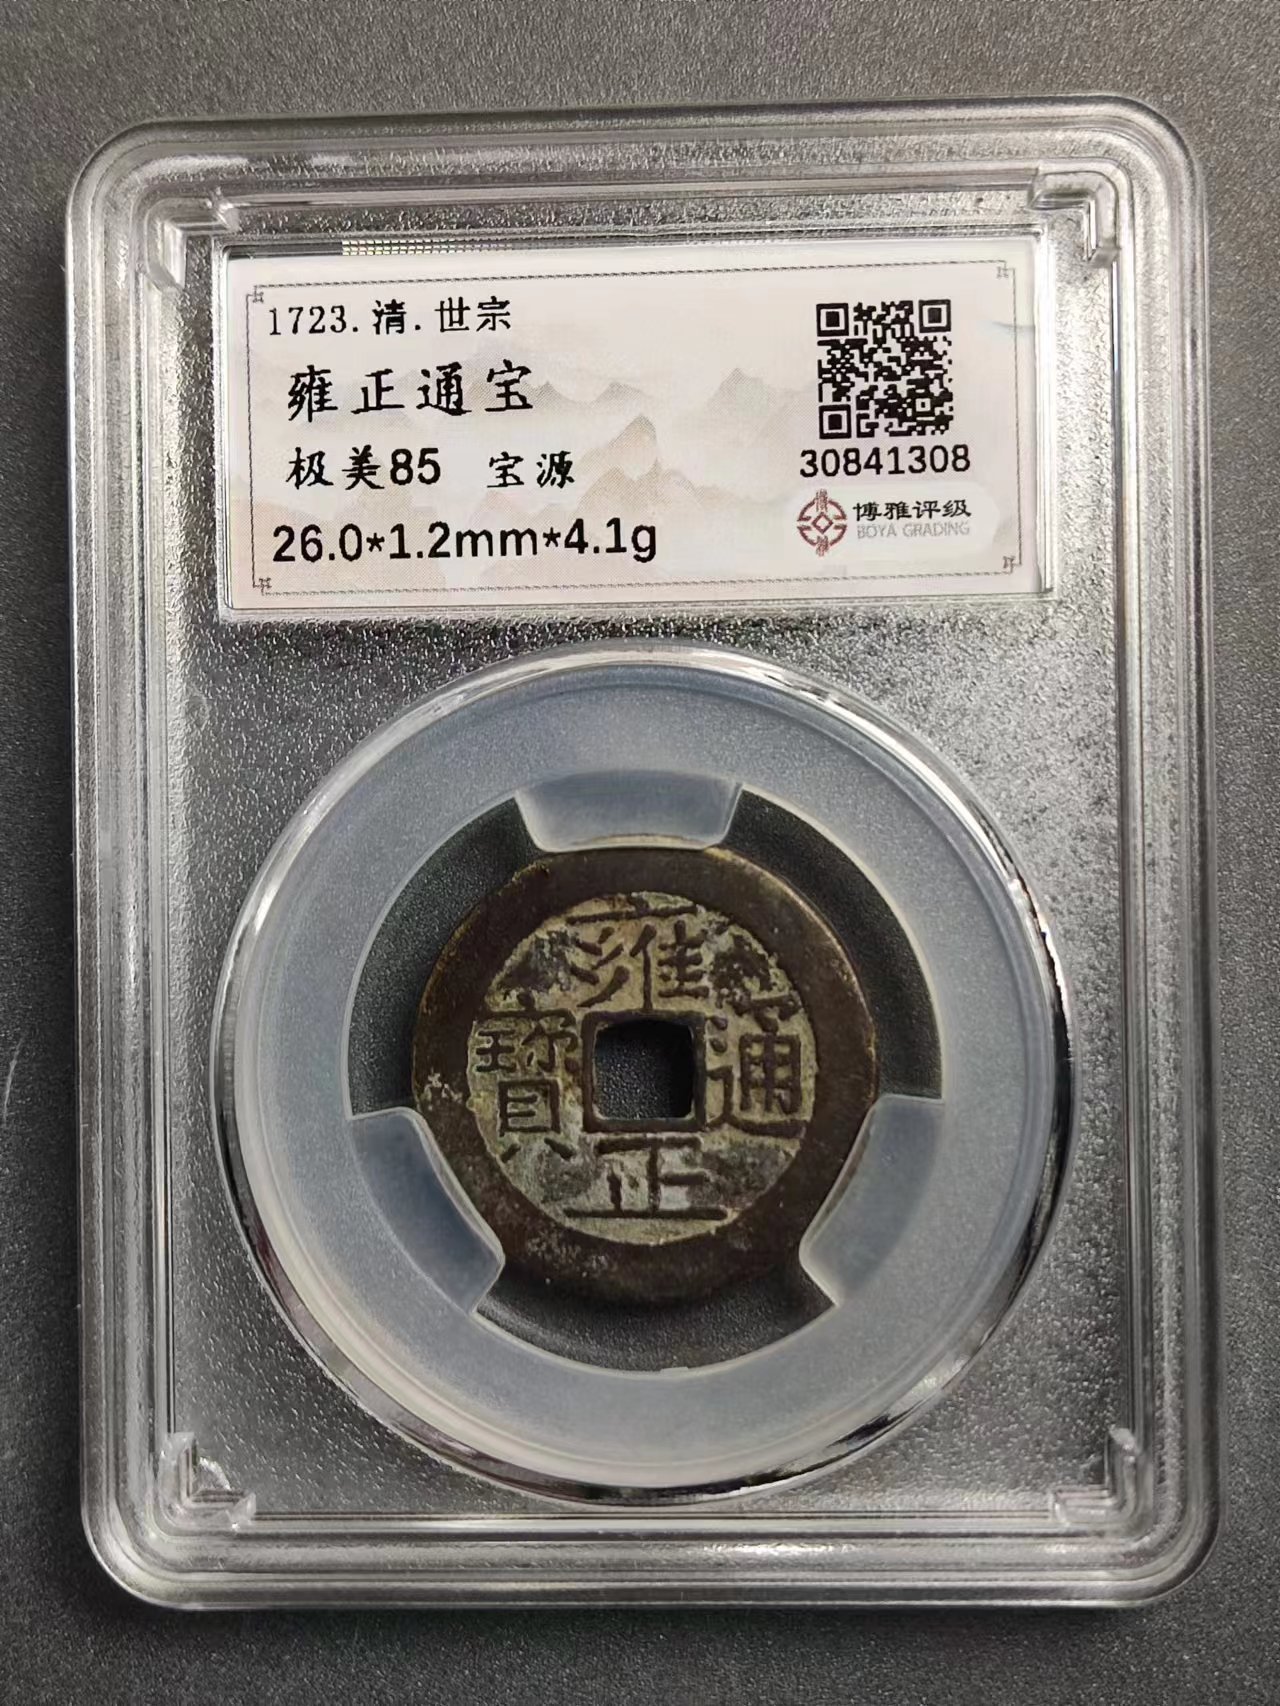 1723.清.世宗
雍正通宝
极美85 宝源
26.0*1.2mm*4.1g
30841308
博雅评级
BOYA GRADING
雍
正
通
寶